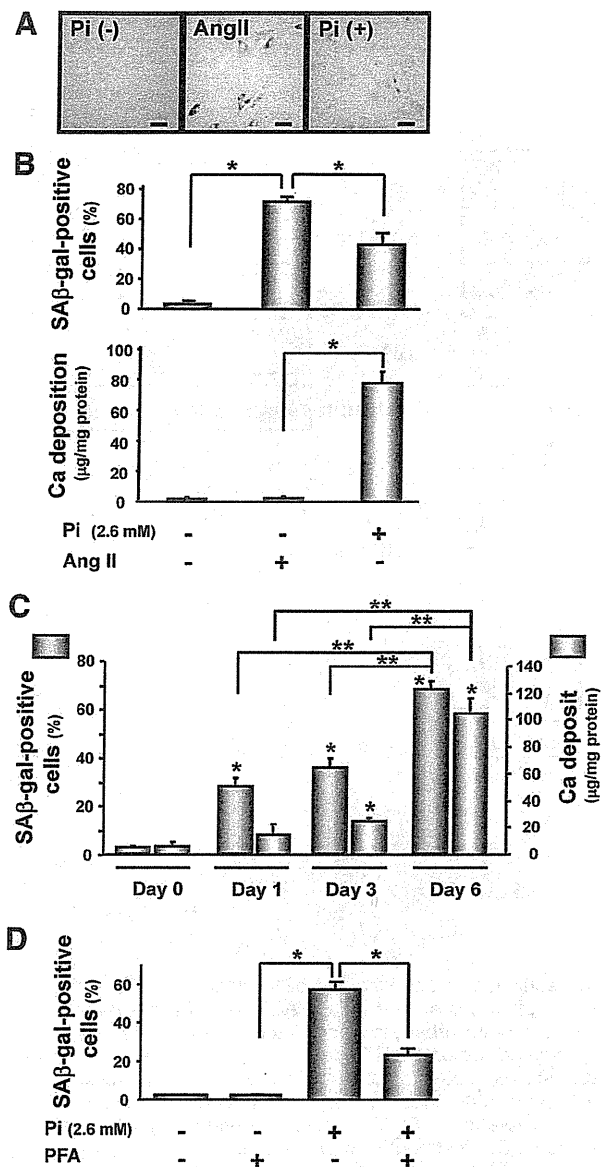 A
Pi (-) AngII Pi (+)
B
SAβ-gal-positive
cells (%)
80
60
40
20
0
* *
Ca deposition
(μg/mg protein)
100
80
60
40
20
0
*
Pi (2.6 mM) - - +
Ang II - + -
C
SAβ-gal-positive
cells (%)
80
60
40
20
0
**
**
**
**
* * * * *
140
120
100
80
60
40
20
0
Ca deposit
(μg/mg protein)
Day 0 Day 1 Day 3 Day 6
D
SAβ-gal-positive
cells (%)
60
40
20
0
* *
Pi (2.6 mM) - - + +
PFA - + - +